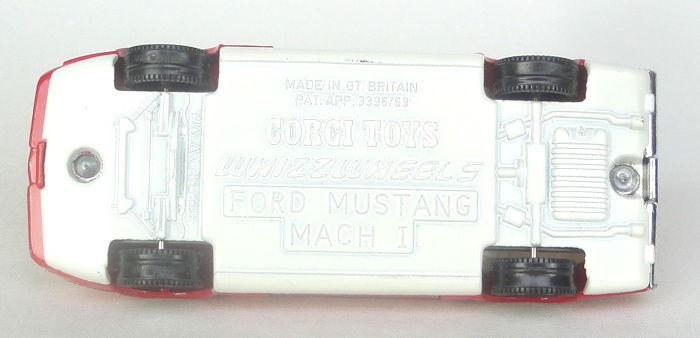 MADE IN GT. BRITAIN
PAT. APP. 3396/69
CORGI TOYS
WHIZZWHEELS
FORD MUSTANG
MACH I